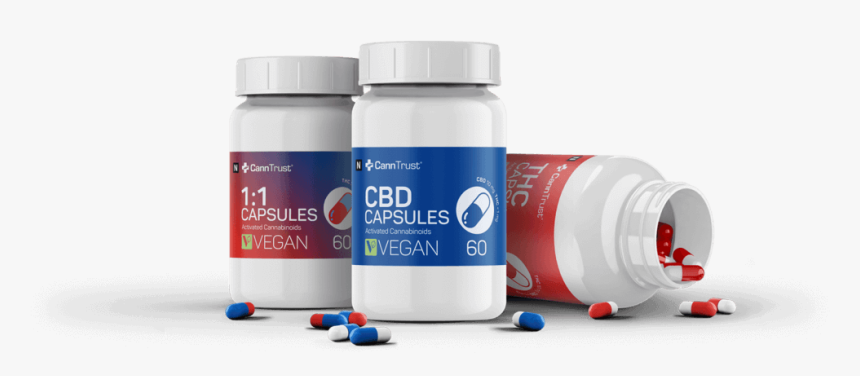 N CannTrust
1:1
CAPSULES
Activated Cannabinoids
VEGAN 60
N CannTrust
CBD
CAPSULES
Activated Cannabinoids
VEGAN 60
CannTrust
THC